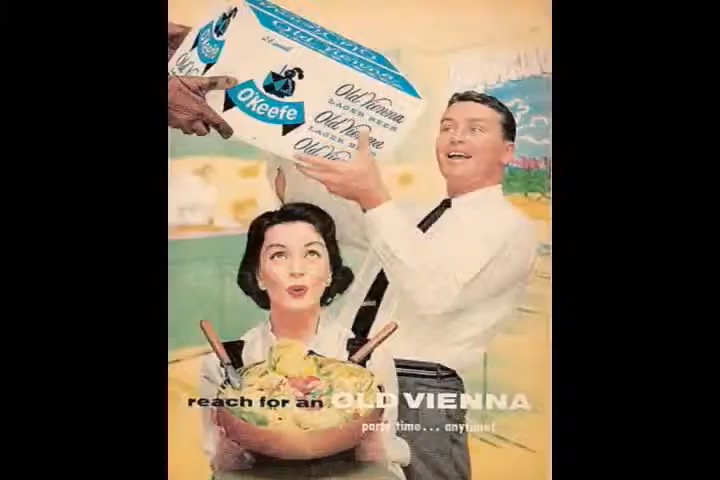 Old Vienna
O'Keefe
Old Vienna
LAGER BEER
Old Vienna
LAGER BEER
reach for an OLD VIENNA
party time... anytime!